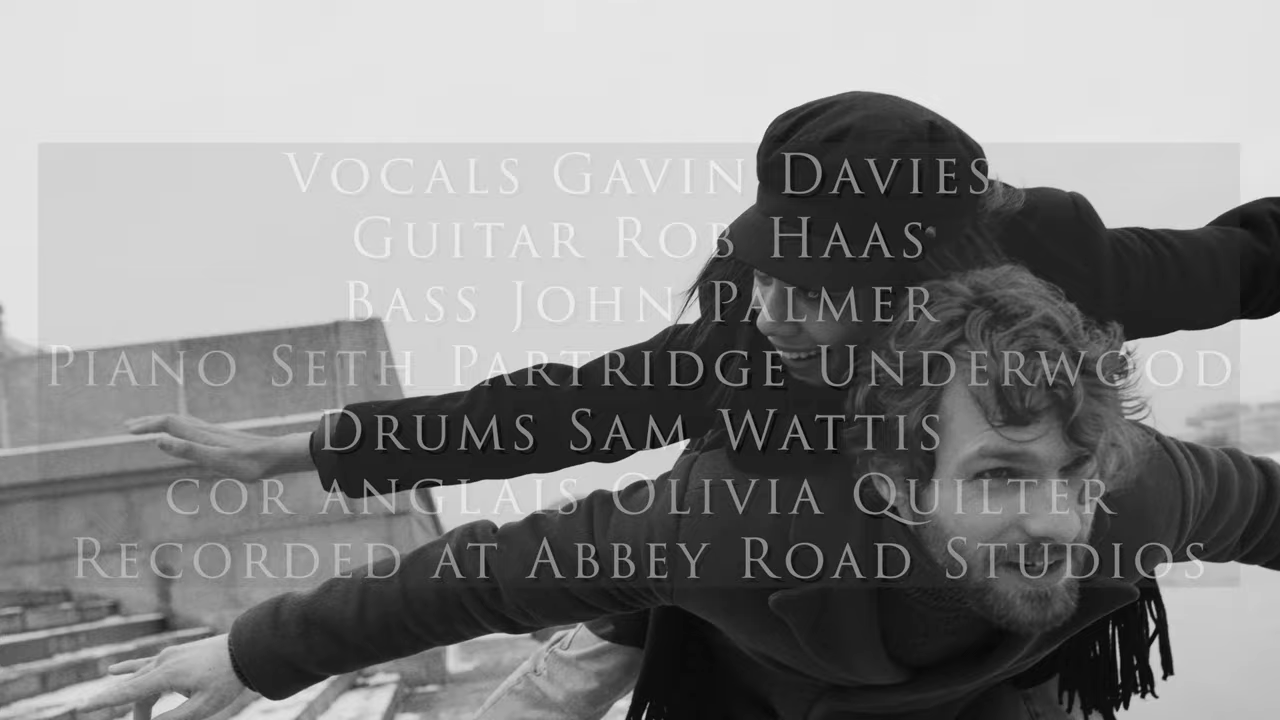 Vocals Gavin Davies
Guitar Rob Haas
Bass John Palmer
Piano Seth Partridge Underwood
Drums Sam Wattis
cor anglais Olivia Quilter
Recorded at Abbey Road Studios